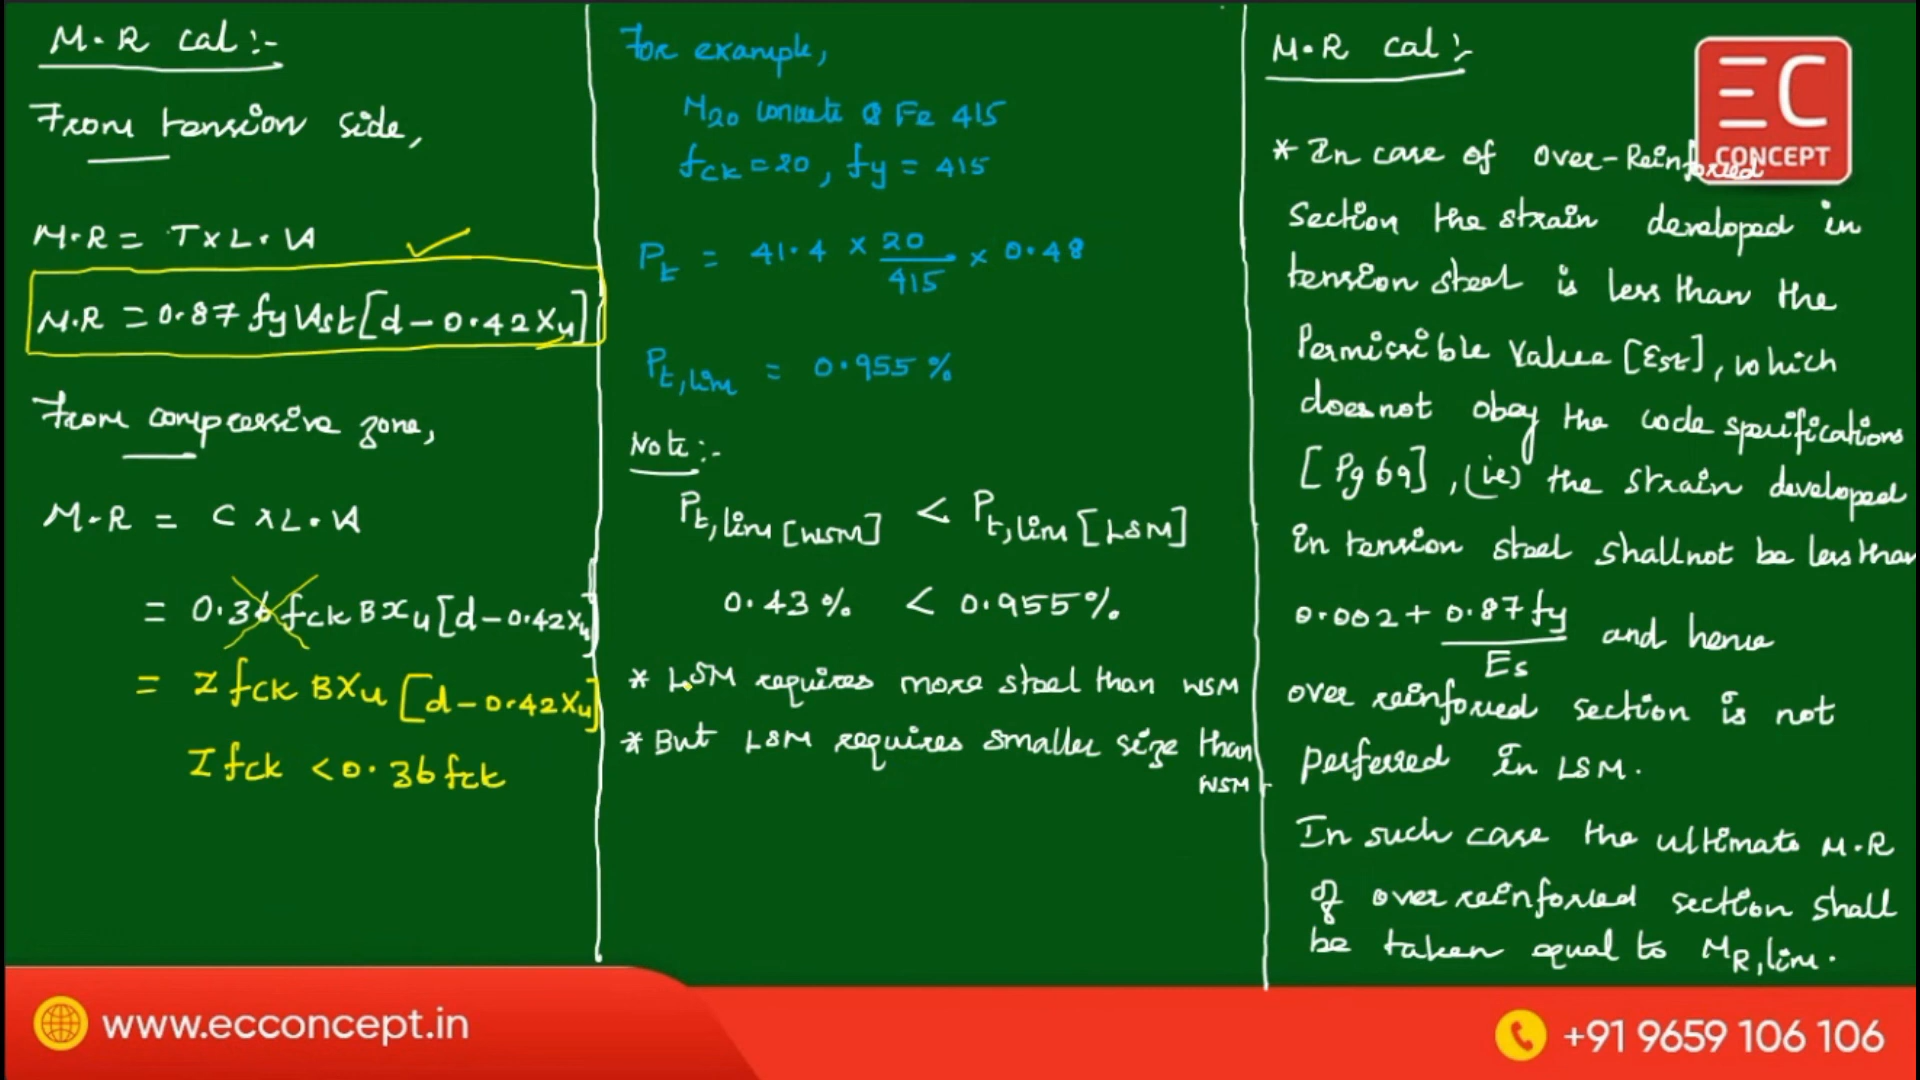 M.R cal:-
From tension side,
M.R = T x L.A
M.R = 0.87 fy Ast [d - 0.42 Xu]
From compressive zone,
M.R = C x L.A
= 0.36 fck B xu [d - 0.42 Xu]
= I fck B Xu [d - 0.42 Xu]
I fck < 0.36 fck
For example,
M20 concrete & Fe 415
fck = 20, fy = 415
Pt = 41.4 x 20/415 x 0.48
Pt,lim = 0.955 %
Note:-
Pt,lim [WSM] < Pt,lim [LSM]
0.43 % < 0.955 %.
* LSM requires more steel than WSM
* But LSM requires smaller size than
WSM.
M.R cal:-
* In case of over-Reinforced
section the strain developed in
tension steel is less than the
Permissible value [Est], which
does not obey the code specifications
[Pg 69], (ie) the strain developed
in tension steel shall not be less than
0.002 + 0.87 fy/Es and hence
over reinforced section is not
perferred in LSM.
In such case the ultimate M.R
of over reinforced section shall
be taken equal to MR,lim.
EC
CONCEPT
www.ecconcept.in
+91 9659 106 106